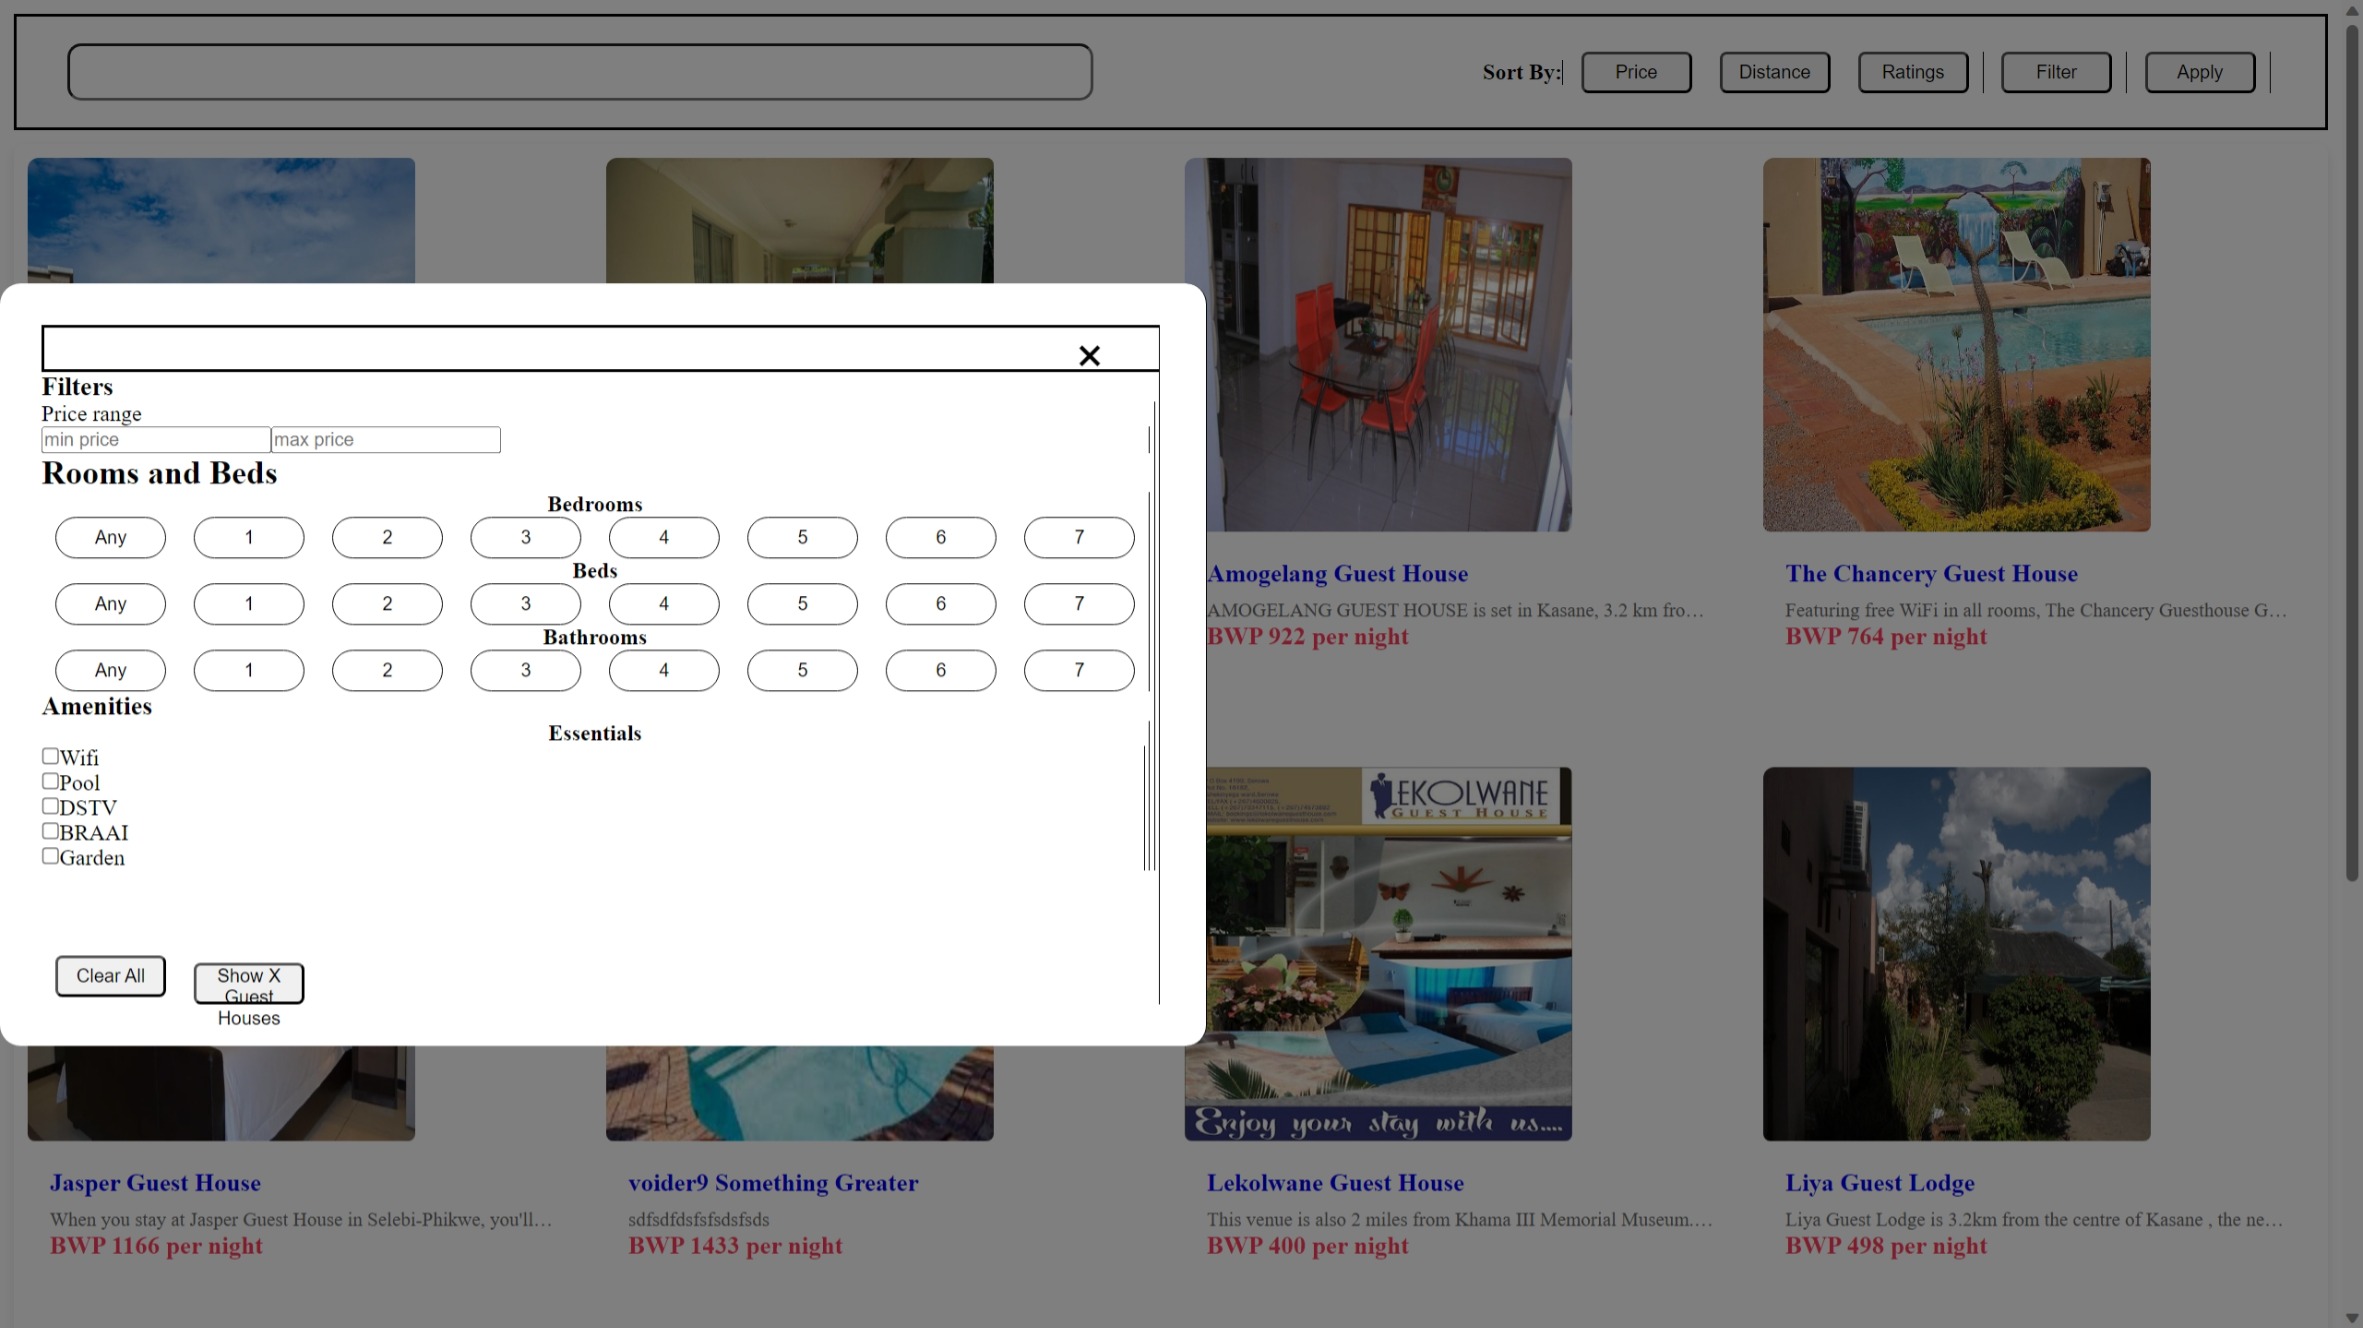 Sort By: Price Distance Ratings Filter Apply
Filters
Price range
min price max price
Rooms and Beds
Bedrooms
Any 1 2 3 4 5 6 7
Beds
Any 1 2 3 4 5 6 7
Bathrooms
Any 1 2 3 4 5 6 7
Amenities
Essentials
Wifi
Pool
DSTV
BRAAI
Garden
Clear All
Show X
Guest
Houses
Amogelang Guest House
AMOGELANG GUEST HOUSE is set in Kasane, 3.2 km fro...
BWP 922 per night
The Chancery Guest House
Featuring free WiFi in all rooms, The Chancery Guesthouse G...
BWP 764 per night
LEKOLWANE
GUEST HOUSE
Enjoy your stay with us....
Jasper Guest House
When you stay at Jasper Guest House in Selebi-Phikwe, you'll...
BWP 1166 per night
voider9 Something Greater
sdfsdfdsfsfsdsfsds
BWP 1433 per night
Lekolwane Guest House
This venue is also 2 miles from Khama III Memorial Museum....
BWP 400 per night
Liya Guest Lodge
Liya Guest Lodge is 3.2km from the centre of Kasane , the ne...
BWP 498 per night